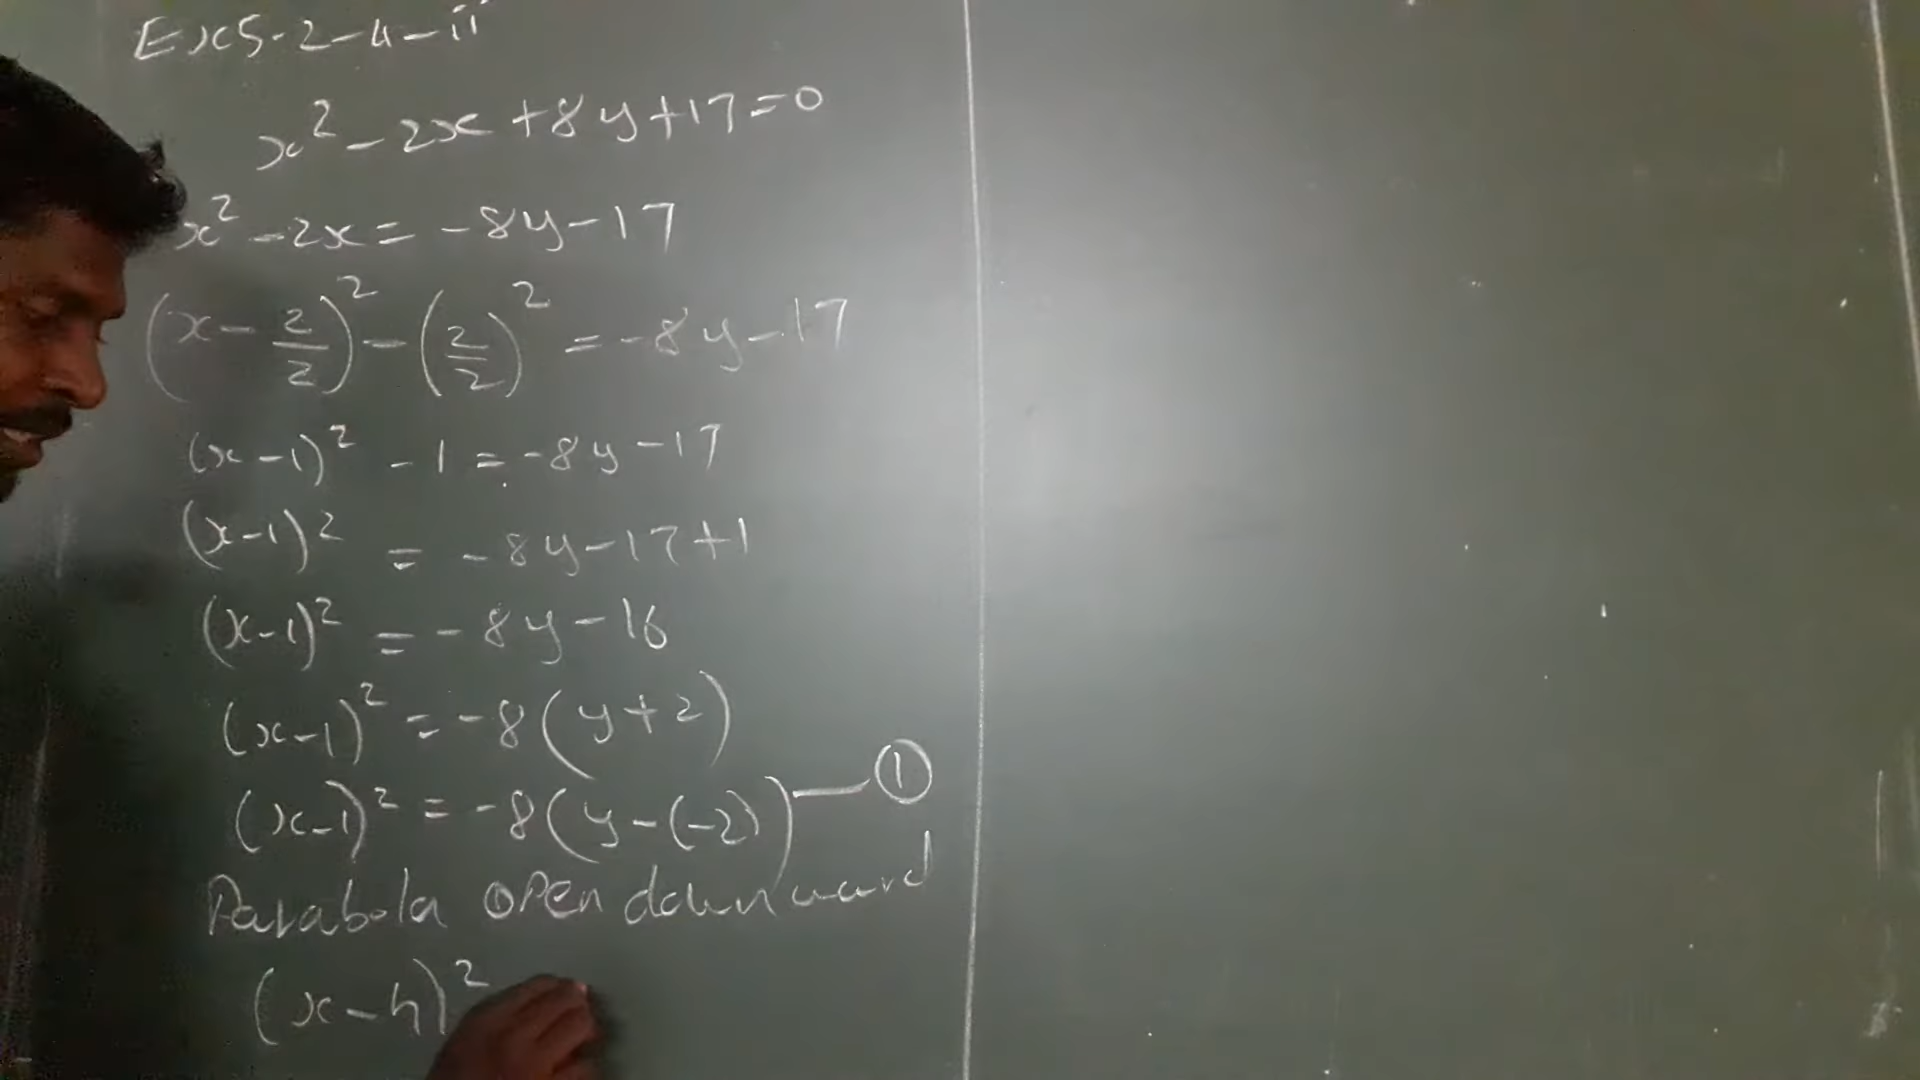 Ex5.2-4-ii
x² - 2x + 8y + 17 = 0
x² - 2x = -8y - 17
(x - 2/2)² - (2/2)² = -8y - 17
(x - 1)² - 1 = -8y - 17
(x - 1)² = -8y - 17 + 1
(x - 1)² = -8y - 16
(x - 1)² = -8(y + 2)
(x - 1)² = -8(y - (-2)) — ①
Parabola open downward
(x - h)²